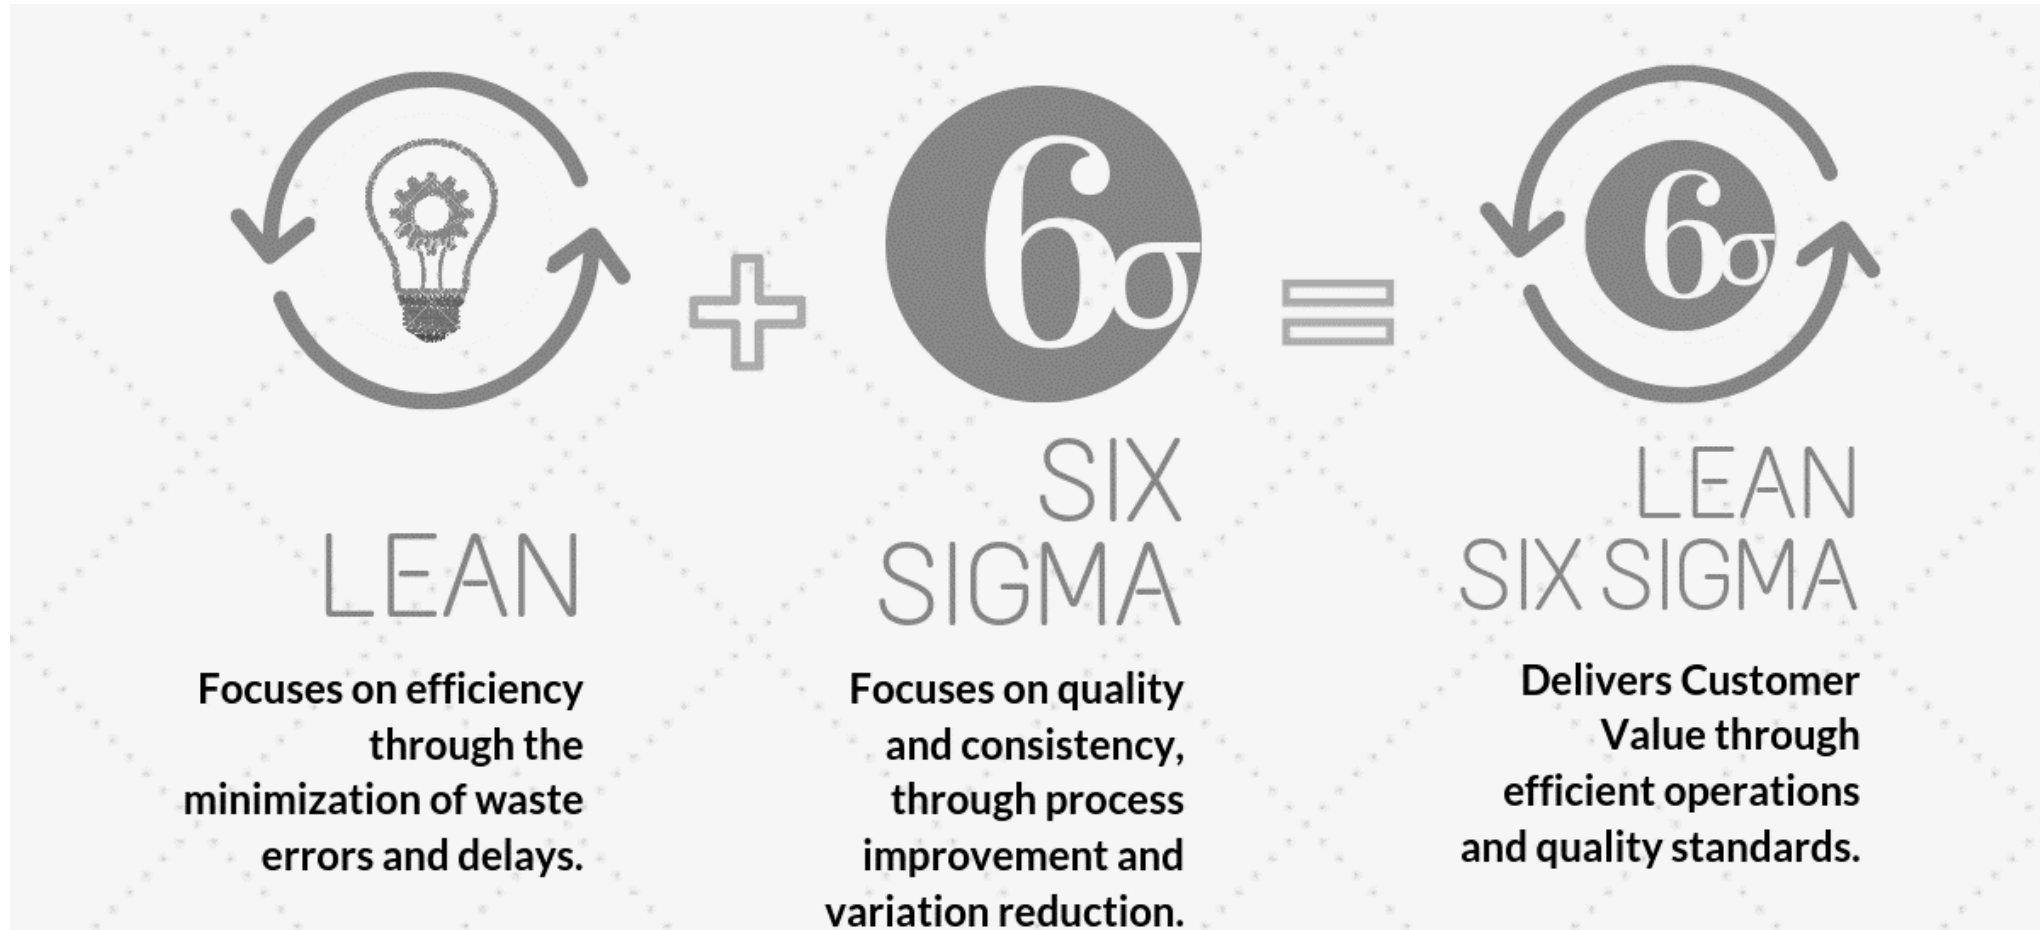 6σ
6σ
LEAN
SIX
SIGMA
LEAN
SIX SIGMA
Focuses on efficiency
through the
minimization of waste
errors and delays.
Focuses on quality
and consistency,
through process
improvement and
variation reduction.
Delivers Customer
Value through
efficient operations
and quality standards.